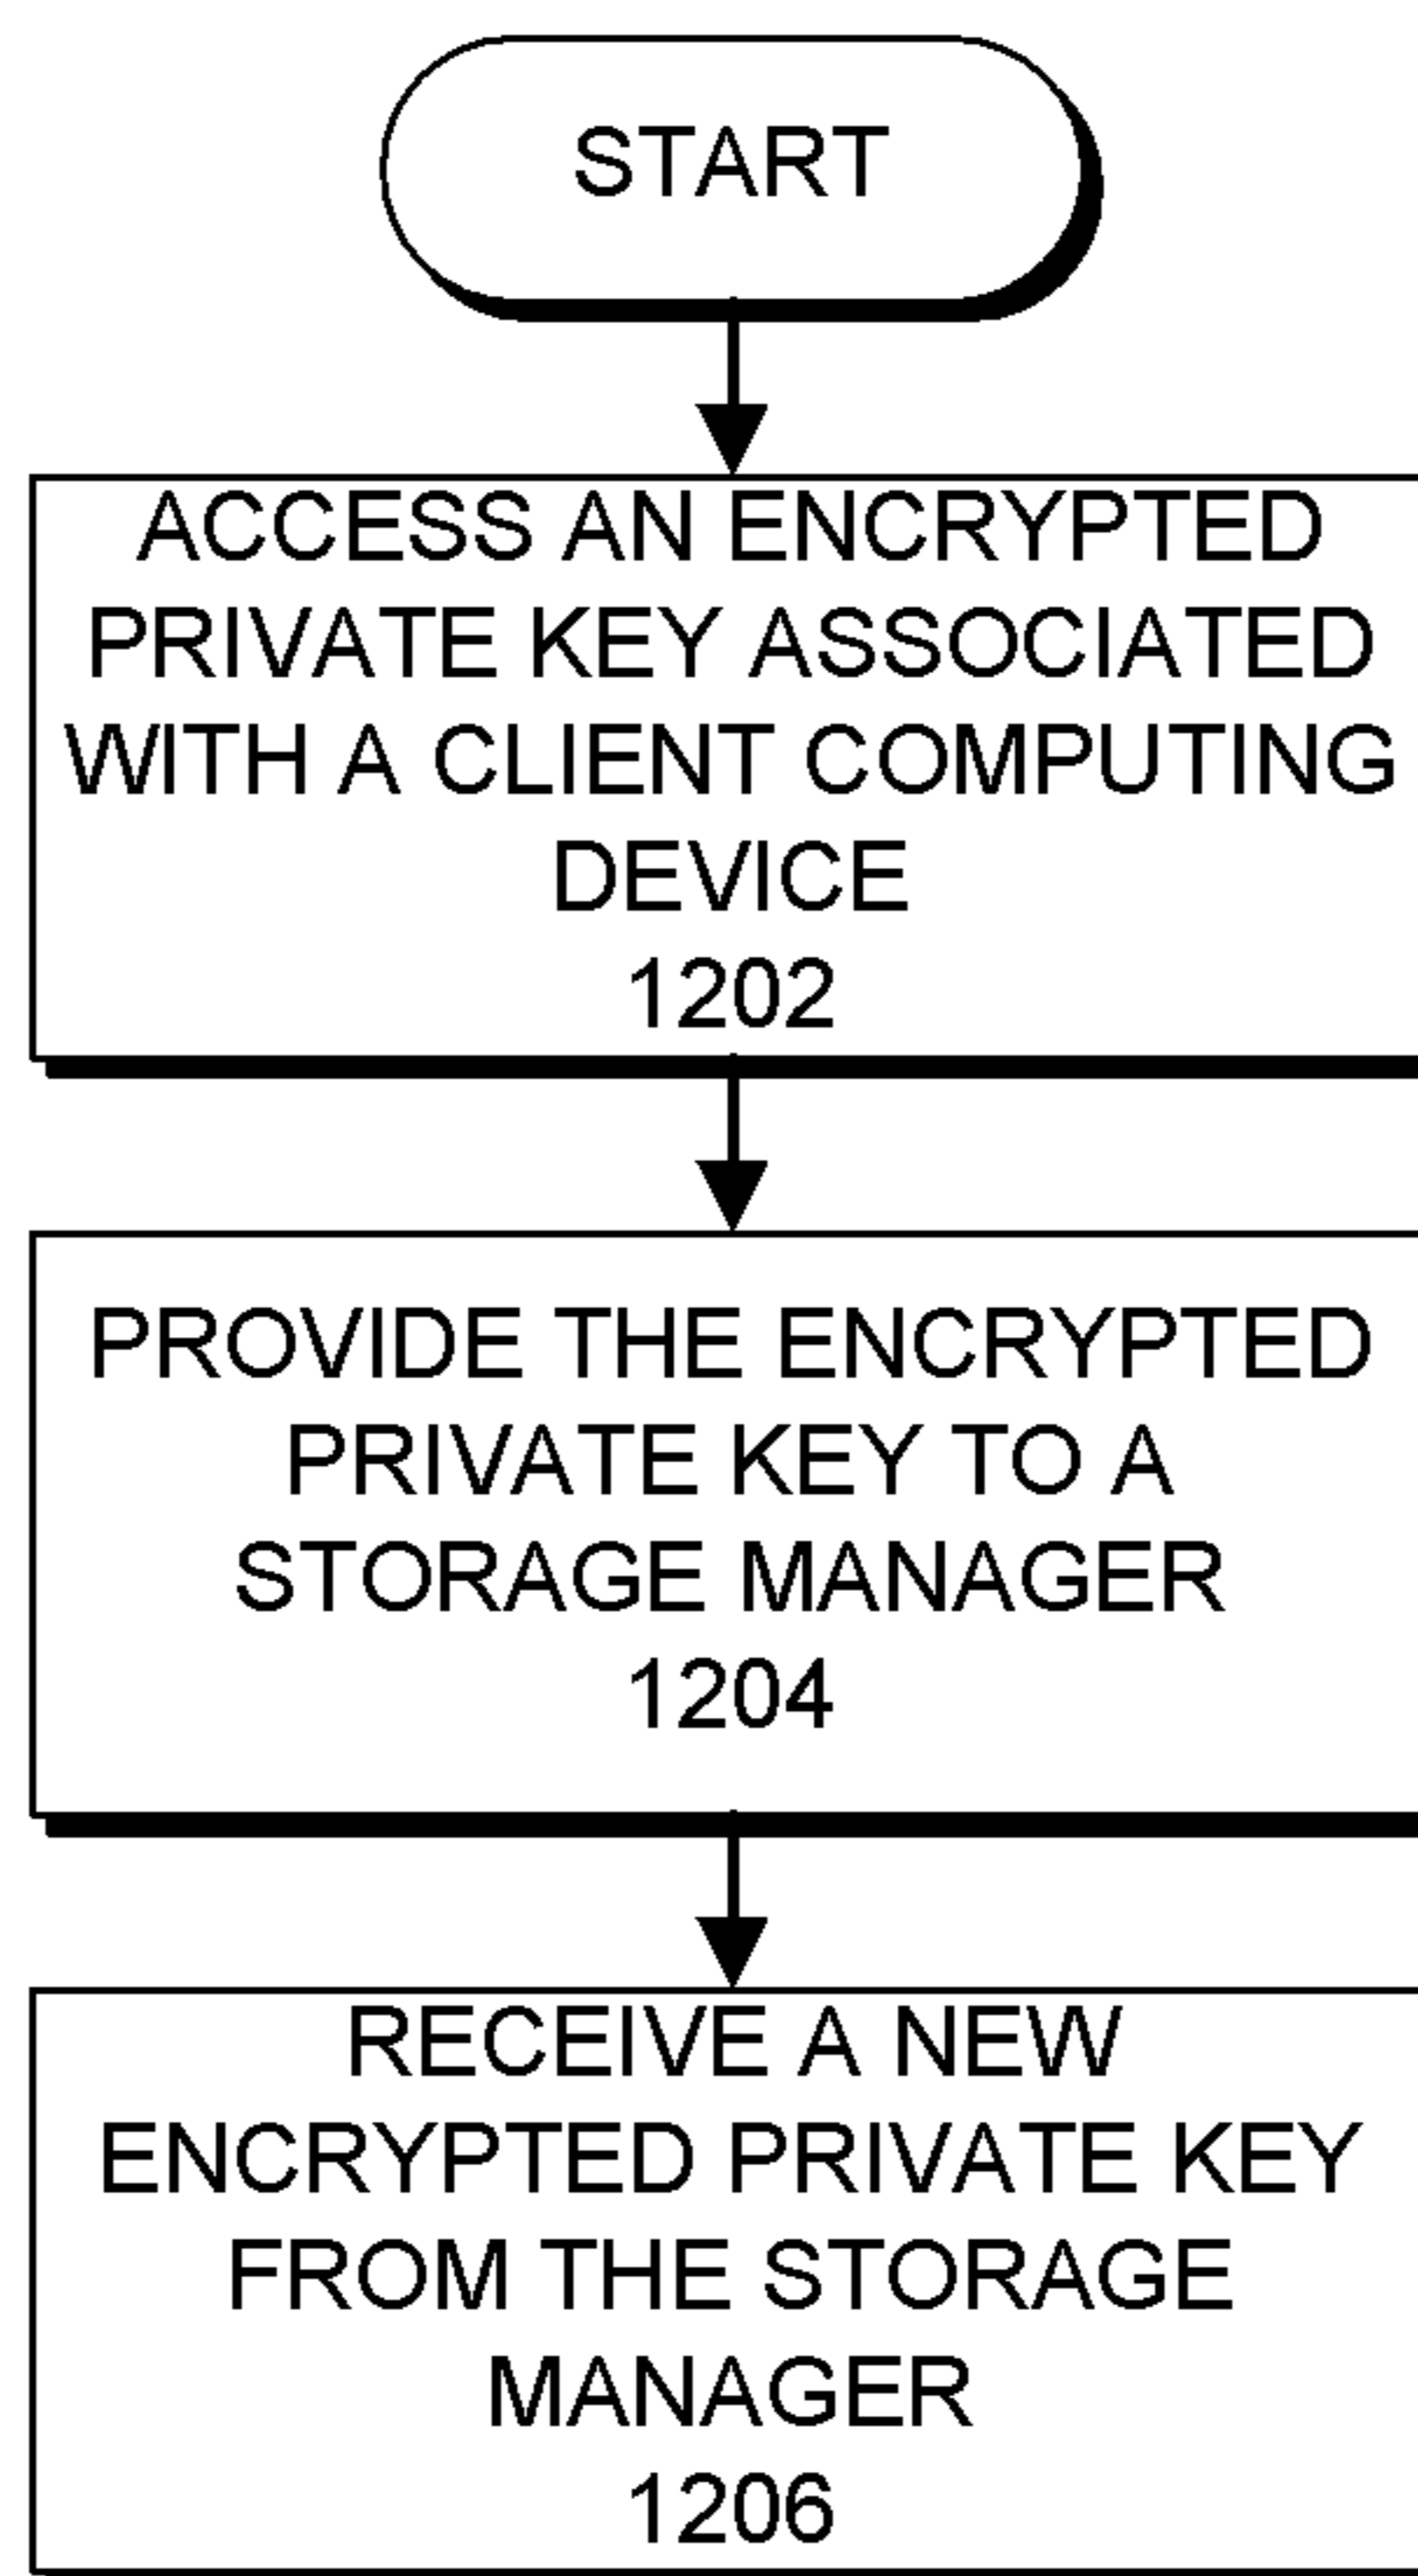 START
ACCESS AN ENCRYPTED
PRIVATE KEY ASSOCIATED
WITH A CLIENT COMPUTING
DEVICE
1202
PROVIDE THE ENCRYPTED
PRIVATE KEY TO A
STORAGE MANAGER
1204
RECEIVE A NEW
ENCRYPTED PRIVATE KEY
FROM THE STORAGE
MANAGER
1206